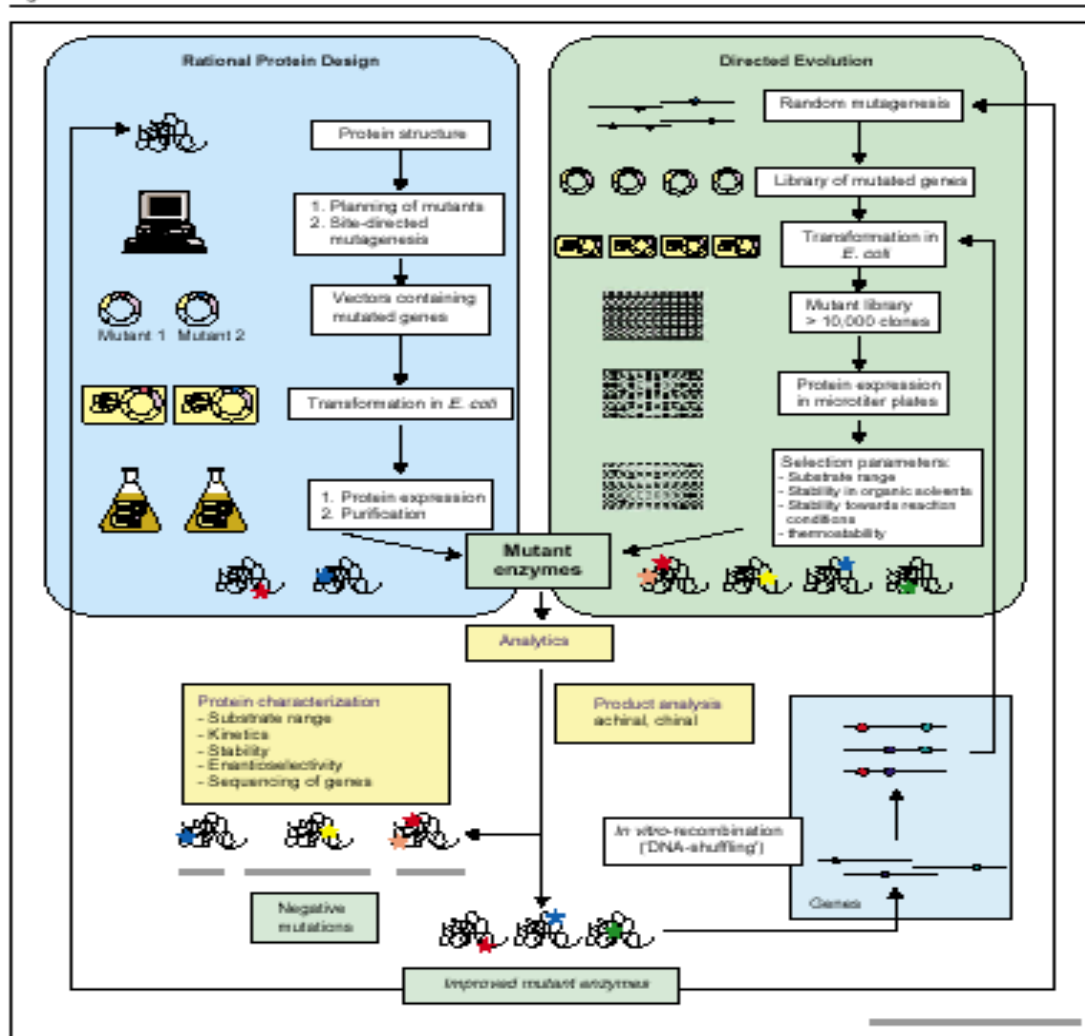 Rational Protein Design
Protein structure
1. Planning of mutants
2. Site-directed
mutagenesis
Vectors containing
mutated genes
Mutant 1 Mutant 2
Transformation in E. coli
1. Protein expression
2. Purification
Directed Evolution
Random mutagenesis
Library of mutated genes
Transformation in
E. coli
Mutant library
> 10,000 clones
Protein expression
in microtiter plates
Selection parameters:
- Substrate range
- Stability in organic solvents
- Stability towards reaction
conditions
- thermostability
Mutant
enzymes
Analytics
Protein characterization
- Substrate range
- Kinetics
- Stability
- Enantioselectivity
- Sequencing of genes
Product analysis
achiral, chiral
In vitro-recombination
('DNA-shuffling')
Genes
Negative
mutations
Improved mutant enzymes